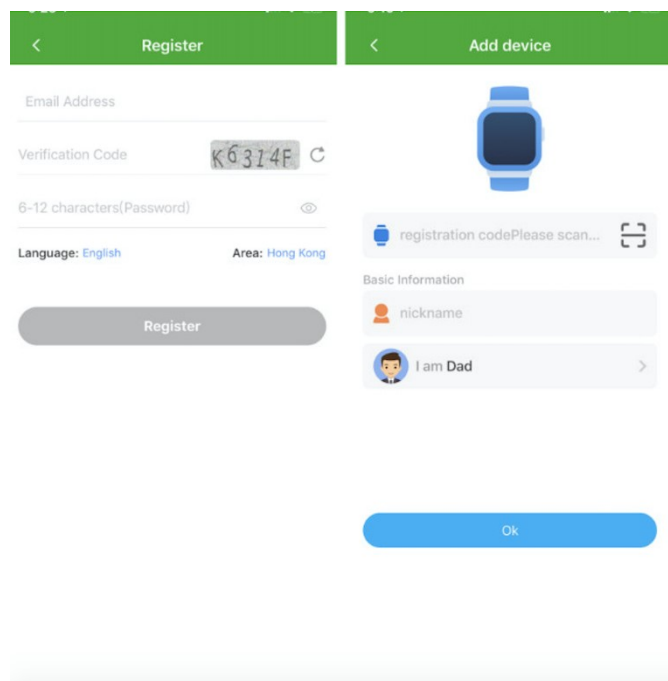 Register
Email Address
Verification Code
K6314F
6-12 characters(Password)
Language: English
Area: Hong Kong
Register
Add device
registration codePlease scan...
Basic Information
nickname
I am Dad
Ok